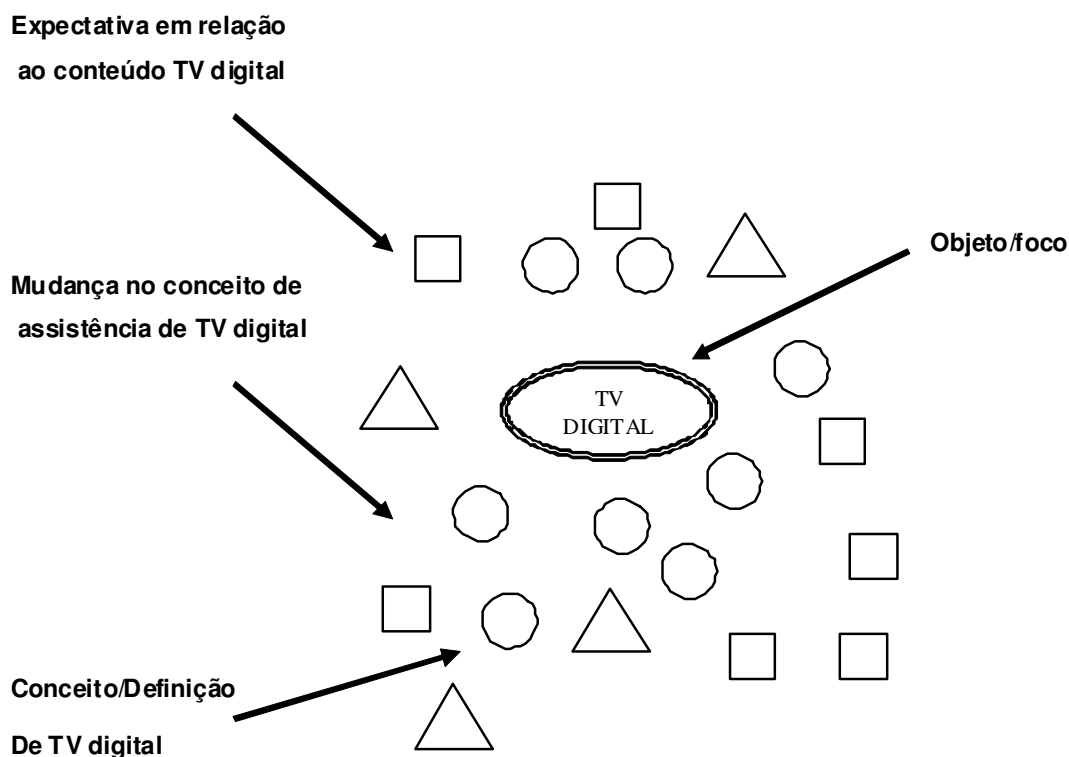 Expectativa em relação
ao conteúdo TV digital
Objeto/foco
Mudança no conceito de
assistência de TV digital
TV
DIGITAL
Conceito/Definição
De TV digital